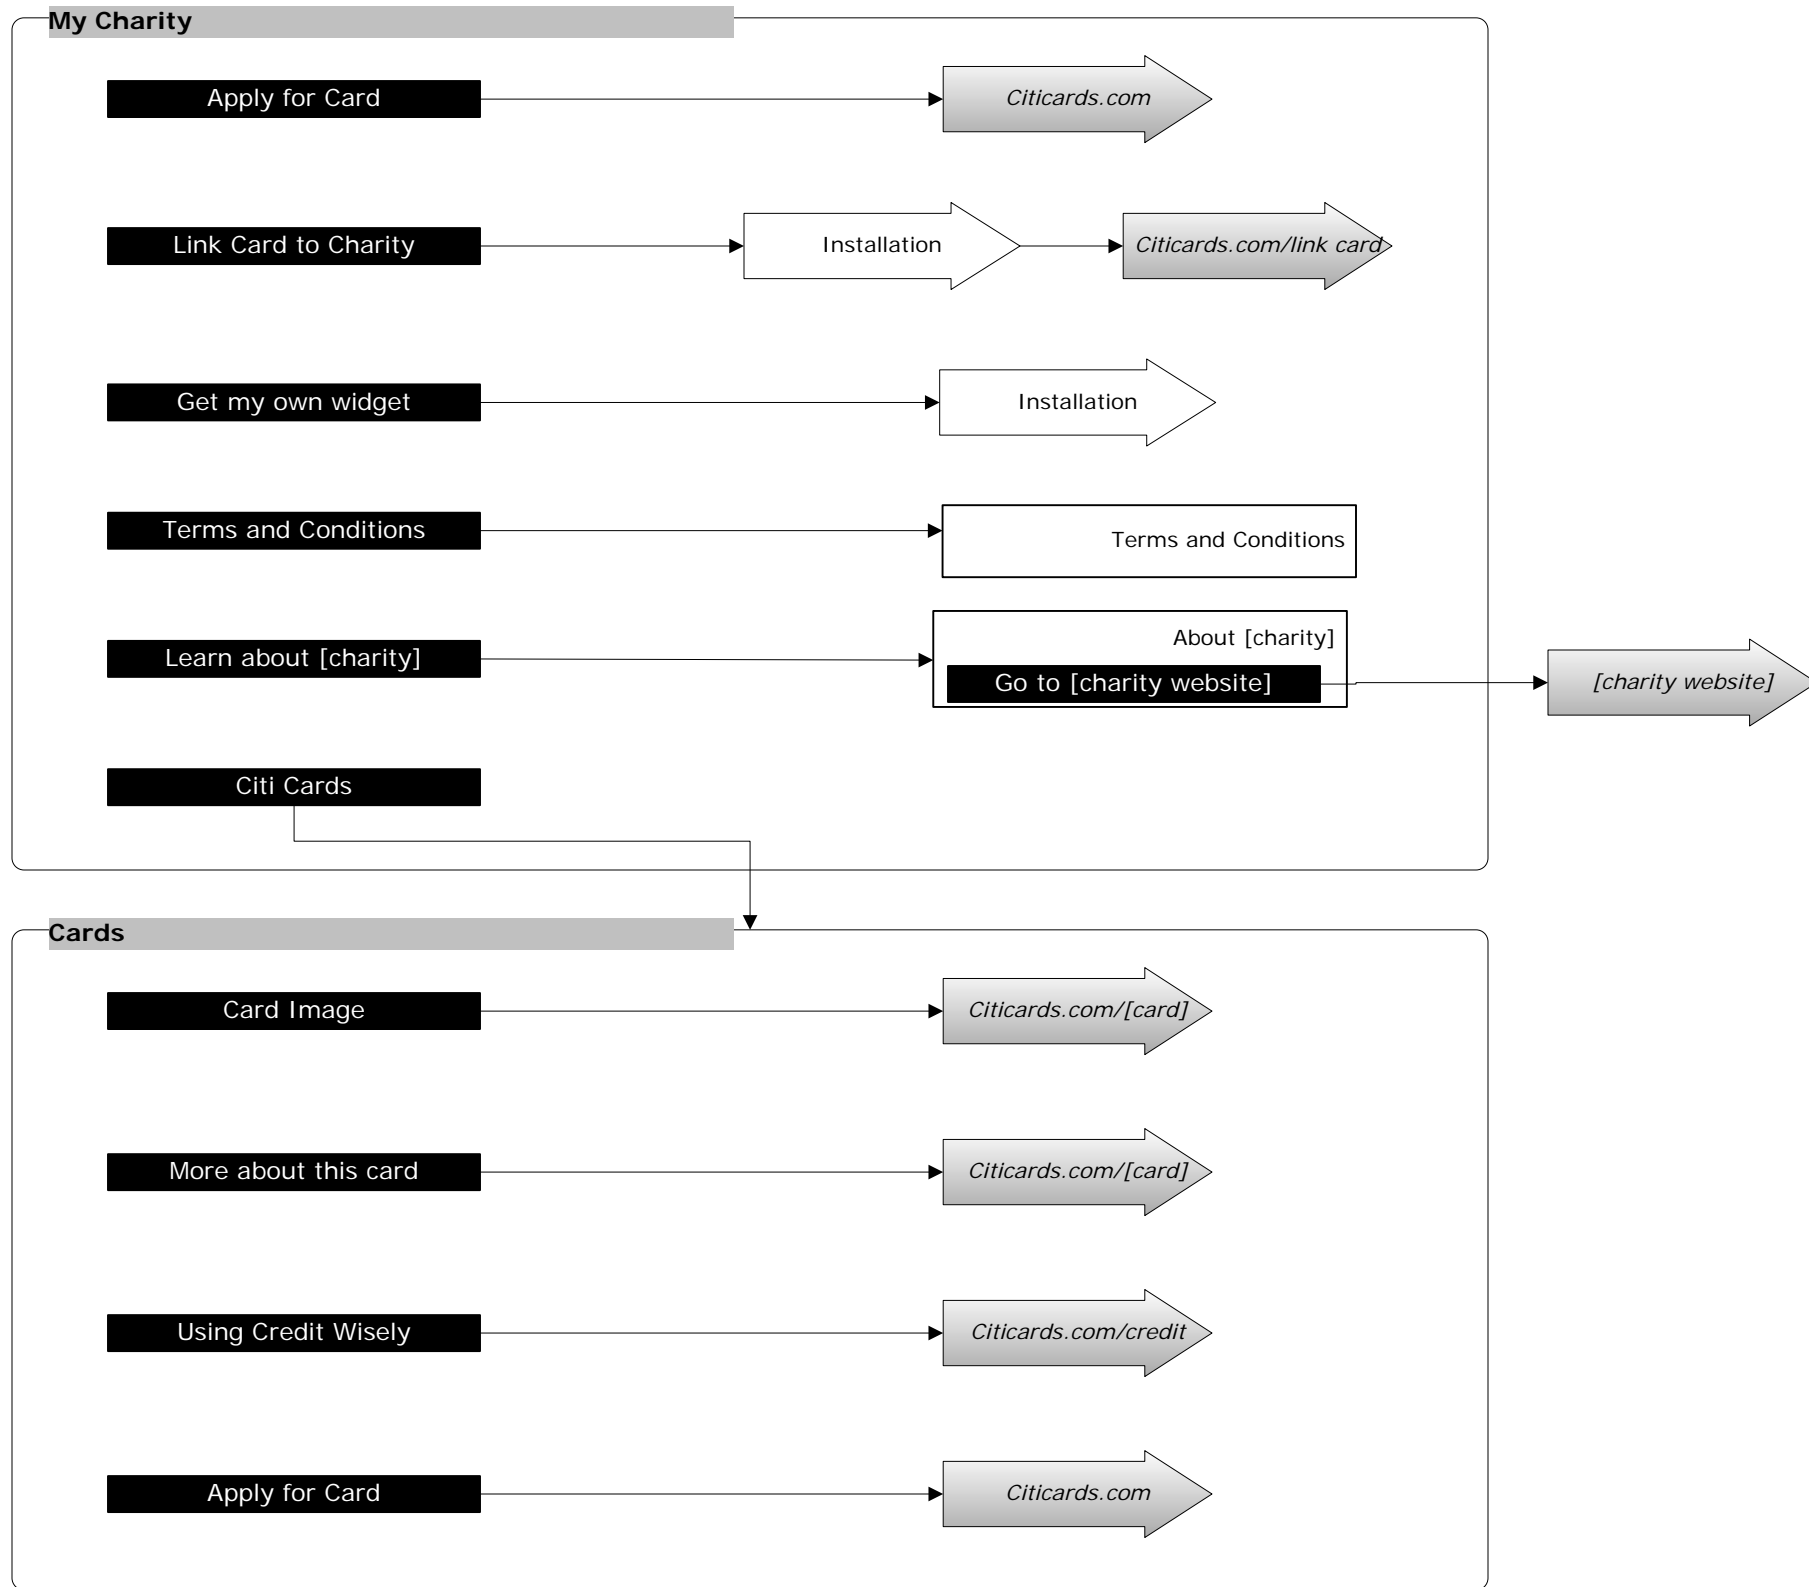 My Charity
Apply for Card
Citicards.com
Link Card to Charity
Installation
Citicards.com/link card
Get my own widget
Installation
Terms and Conditions
Terms and Conditions
Learn about [charity]
About [charity]
Go to [charity website]
[charity website]
Citi Cards
Cards
Card Image
Citicards.com/[card]
More about this card
Citicards.com/[card]
Using Credit Wisely
Citicards.com/credit
Apply for Card
Citicards.com